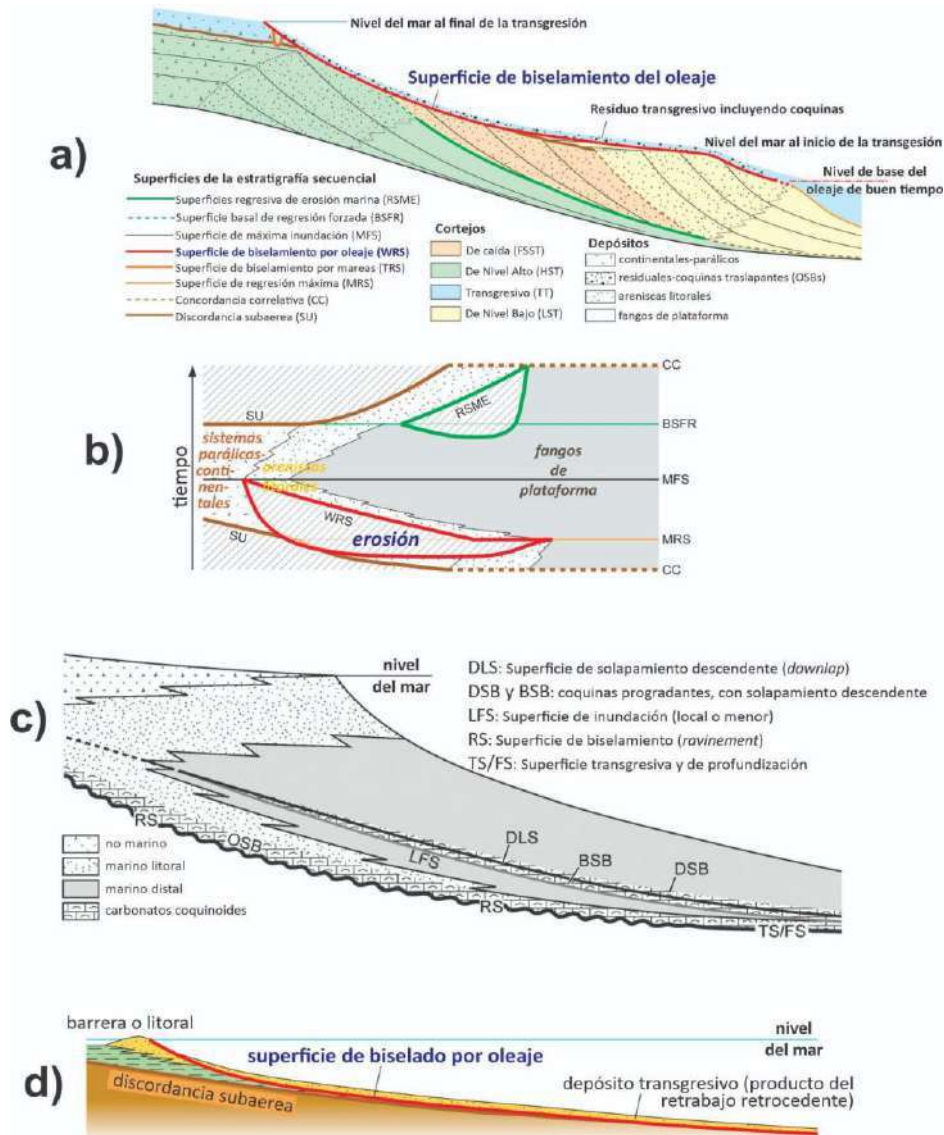 Nivel del mar al final de la transgresión
Superficie de biselamiento del oleaje
Residuo transgresivo incluyendo coquinas
Nivel del mar al inicio de la transgesión
Nivel de base del
oleaje de buen tiempo
a)
Superficies de la estratigrafía secuencial
Superficies regresiva de erosión marina (RSME)
Superficie basal de regresión forzada (BSFR)
Superficie de máxima inundación (MFS)
Superficie de biselamiento por oleaje (WRS)
Superficie de biselamiento por mareas (TRS)
Superficie de regresión máxima (MRS)
Concordancia correlativa (CC)
Discordancia subaerea (SU)
Cortejos
De caída (FSST)
De Nivel Alto (HST)
Transgresivo (TT)
De Nivel Bajo (LST)
Depósitos
continentales-parálicos
residuales-coquinas traslapantes (OSBs)
areniscas litorales
fangos de plataforma
b)
tiempo
CC
SU
RSME
BSFR
sistemas
parálicos-
conti-
nen-
tales
areniscas
litorales
fangos
de
plataforma
MFS
WRS
SU
erosión
MRS
CC
c)
nivel
del mar
DLS: Superficie de solapamiento descendente (downlap)
DSB y BSB: coquinas progradantes, con solapamiento descendente
LFS: Superficie de inundación (local o menor)
RS: Superficie de biselamiento (ravinement)
TS/FS: Superficie transgresiva y de profundización
RS
OSB
LFS
DLS
BSB
DSB
RS
TS/FS
no marino
marino litoral
marino distal
carbonatos coquinoides
d)
barrera o litoral
nivel
del mar
superficie de biselado por oleaje
discordancia subaerea
depósito transgresivo (producto del
retrabajo retrocedente)